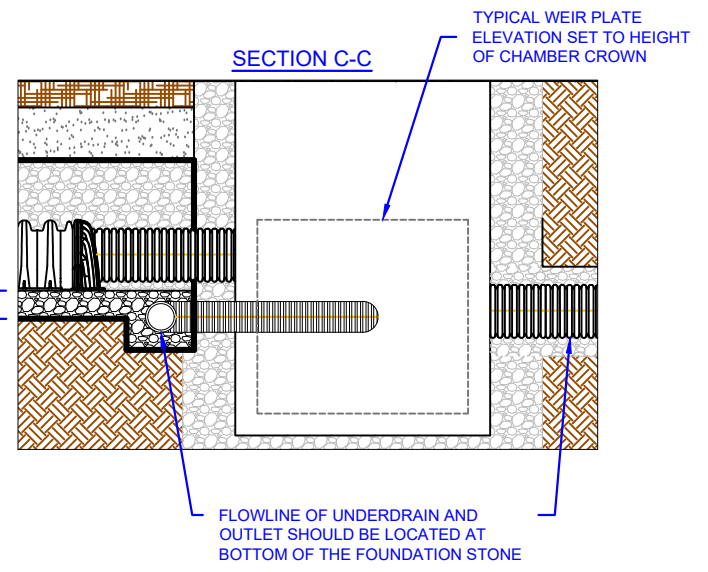 TYPICAL WEIR PLATE
ELEVATION SET TO HEIGHT
OF CHAMBER CROWN
SECTION C-C
FLOWLINE OF UNDERDRAIN AND
OUTLET SHOULD BE LOCATED AT
BOTTOM OF THE FOUNDATION STONE